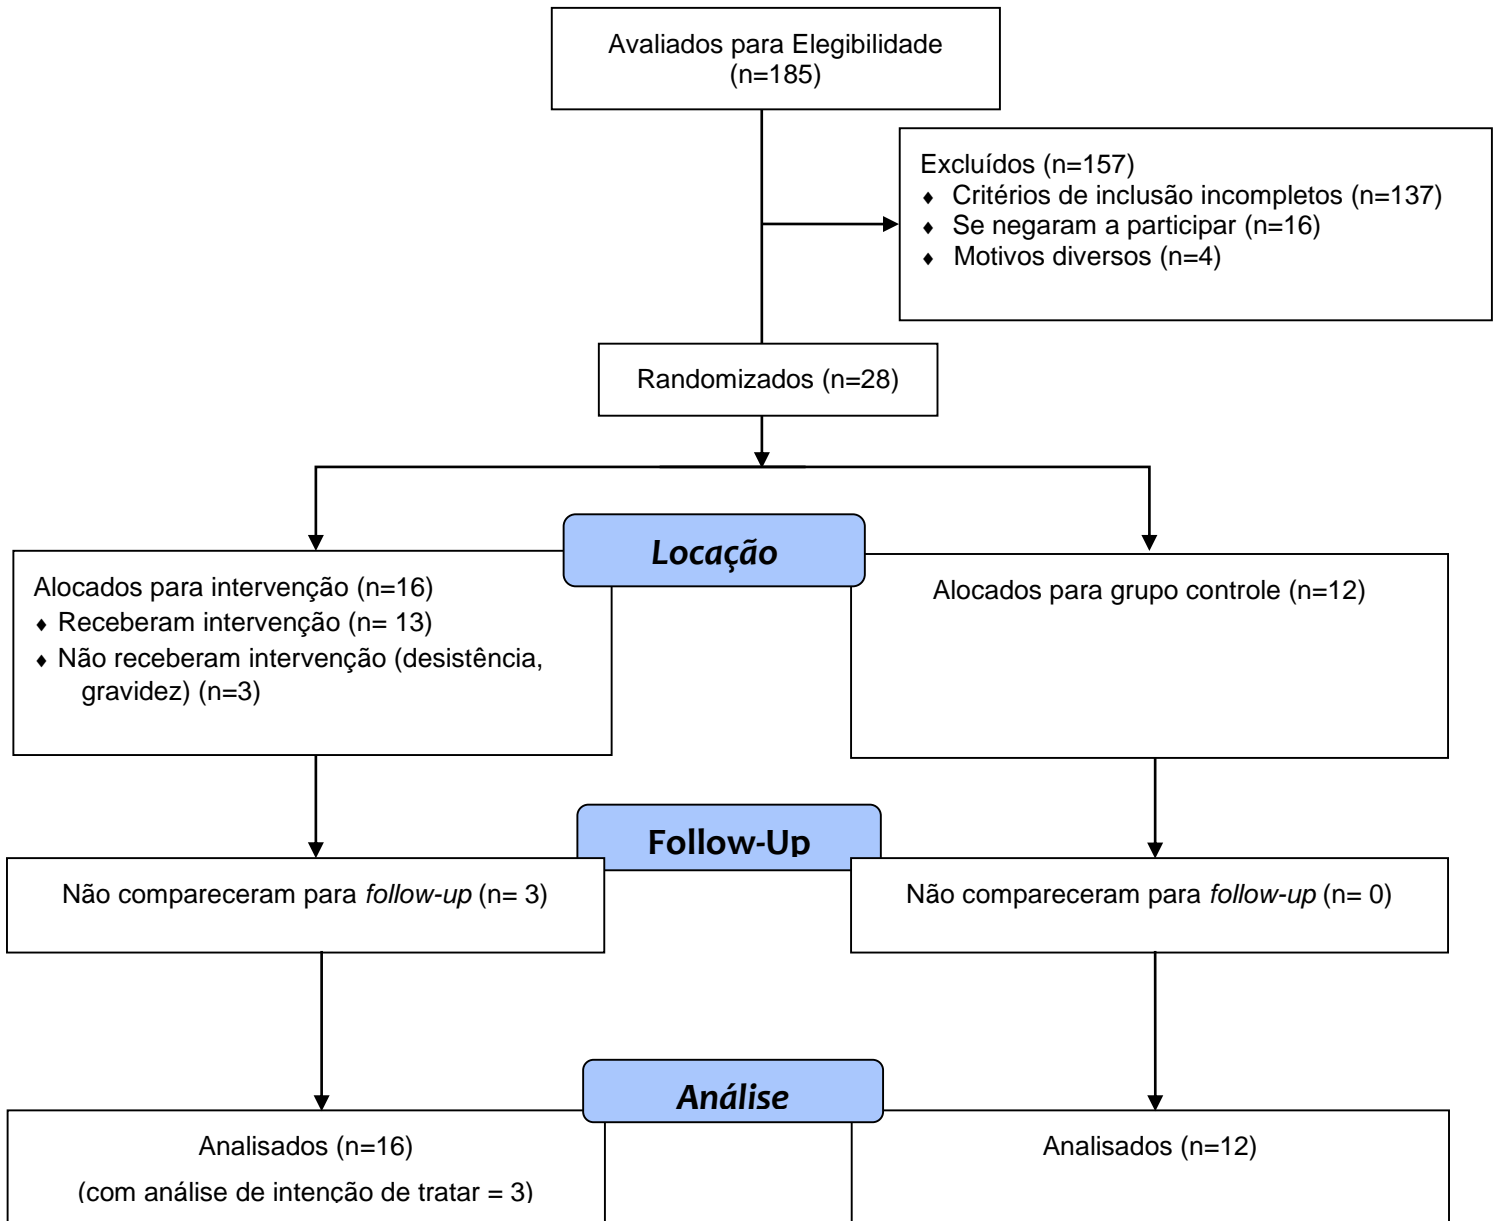 Avaliados para Elegibilidade
(n=185)
Excluídos (n=157)
♦ Critérios de inclusão incompletos (n=137)
♦ Se negaram a participar (n=16)
♦ Motivos diversos (n=4)
Randomizados (n=28)
Locação
Alocados para intervenção (n=16)
♦ Receberam intervenção (n= 13)
♦ Não receberam intervenção (desistência,
gravidez) (n=3)
Alocados para grupo controle (n=12)
Follow-Up
Não compareceram para follow-up (n= 3)
Não compareceram para follow-up (n= 0)
Análise
Analisados (n=16)
(com análise de intenção de tratar = 3)
Analisados (n=12)